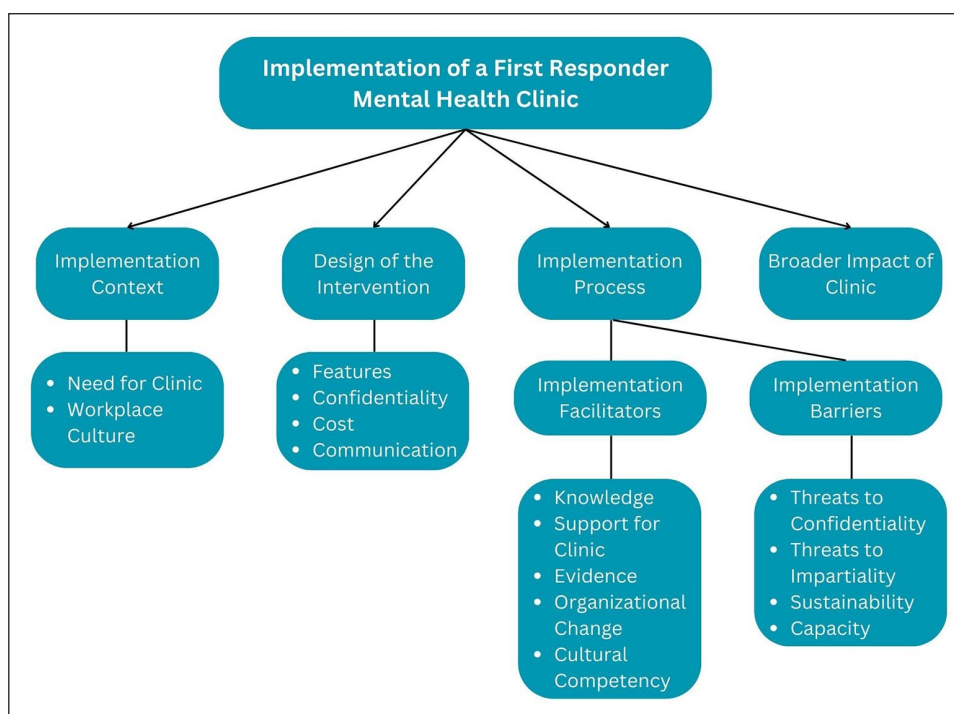 Implementation of a First Responder
Mental Health Clinic
Implementation
Context
Design of the
Intervention
Implementation
Process
Broader Impact of
Clinic
• Need for Clinic
• Workplace
Culture
• Features
• Confidentiality
• Cost
• Communication
Implementation
Facilitators
Implementation
Barriers
• Knowledge
• Support for
Clinic
• Evidence
• Organizational
Change
• Cultural
Competency
• Threats to
Confidentiality
• Threats to
Impartiality
• Sustainability
• Capacity